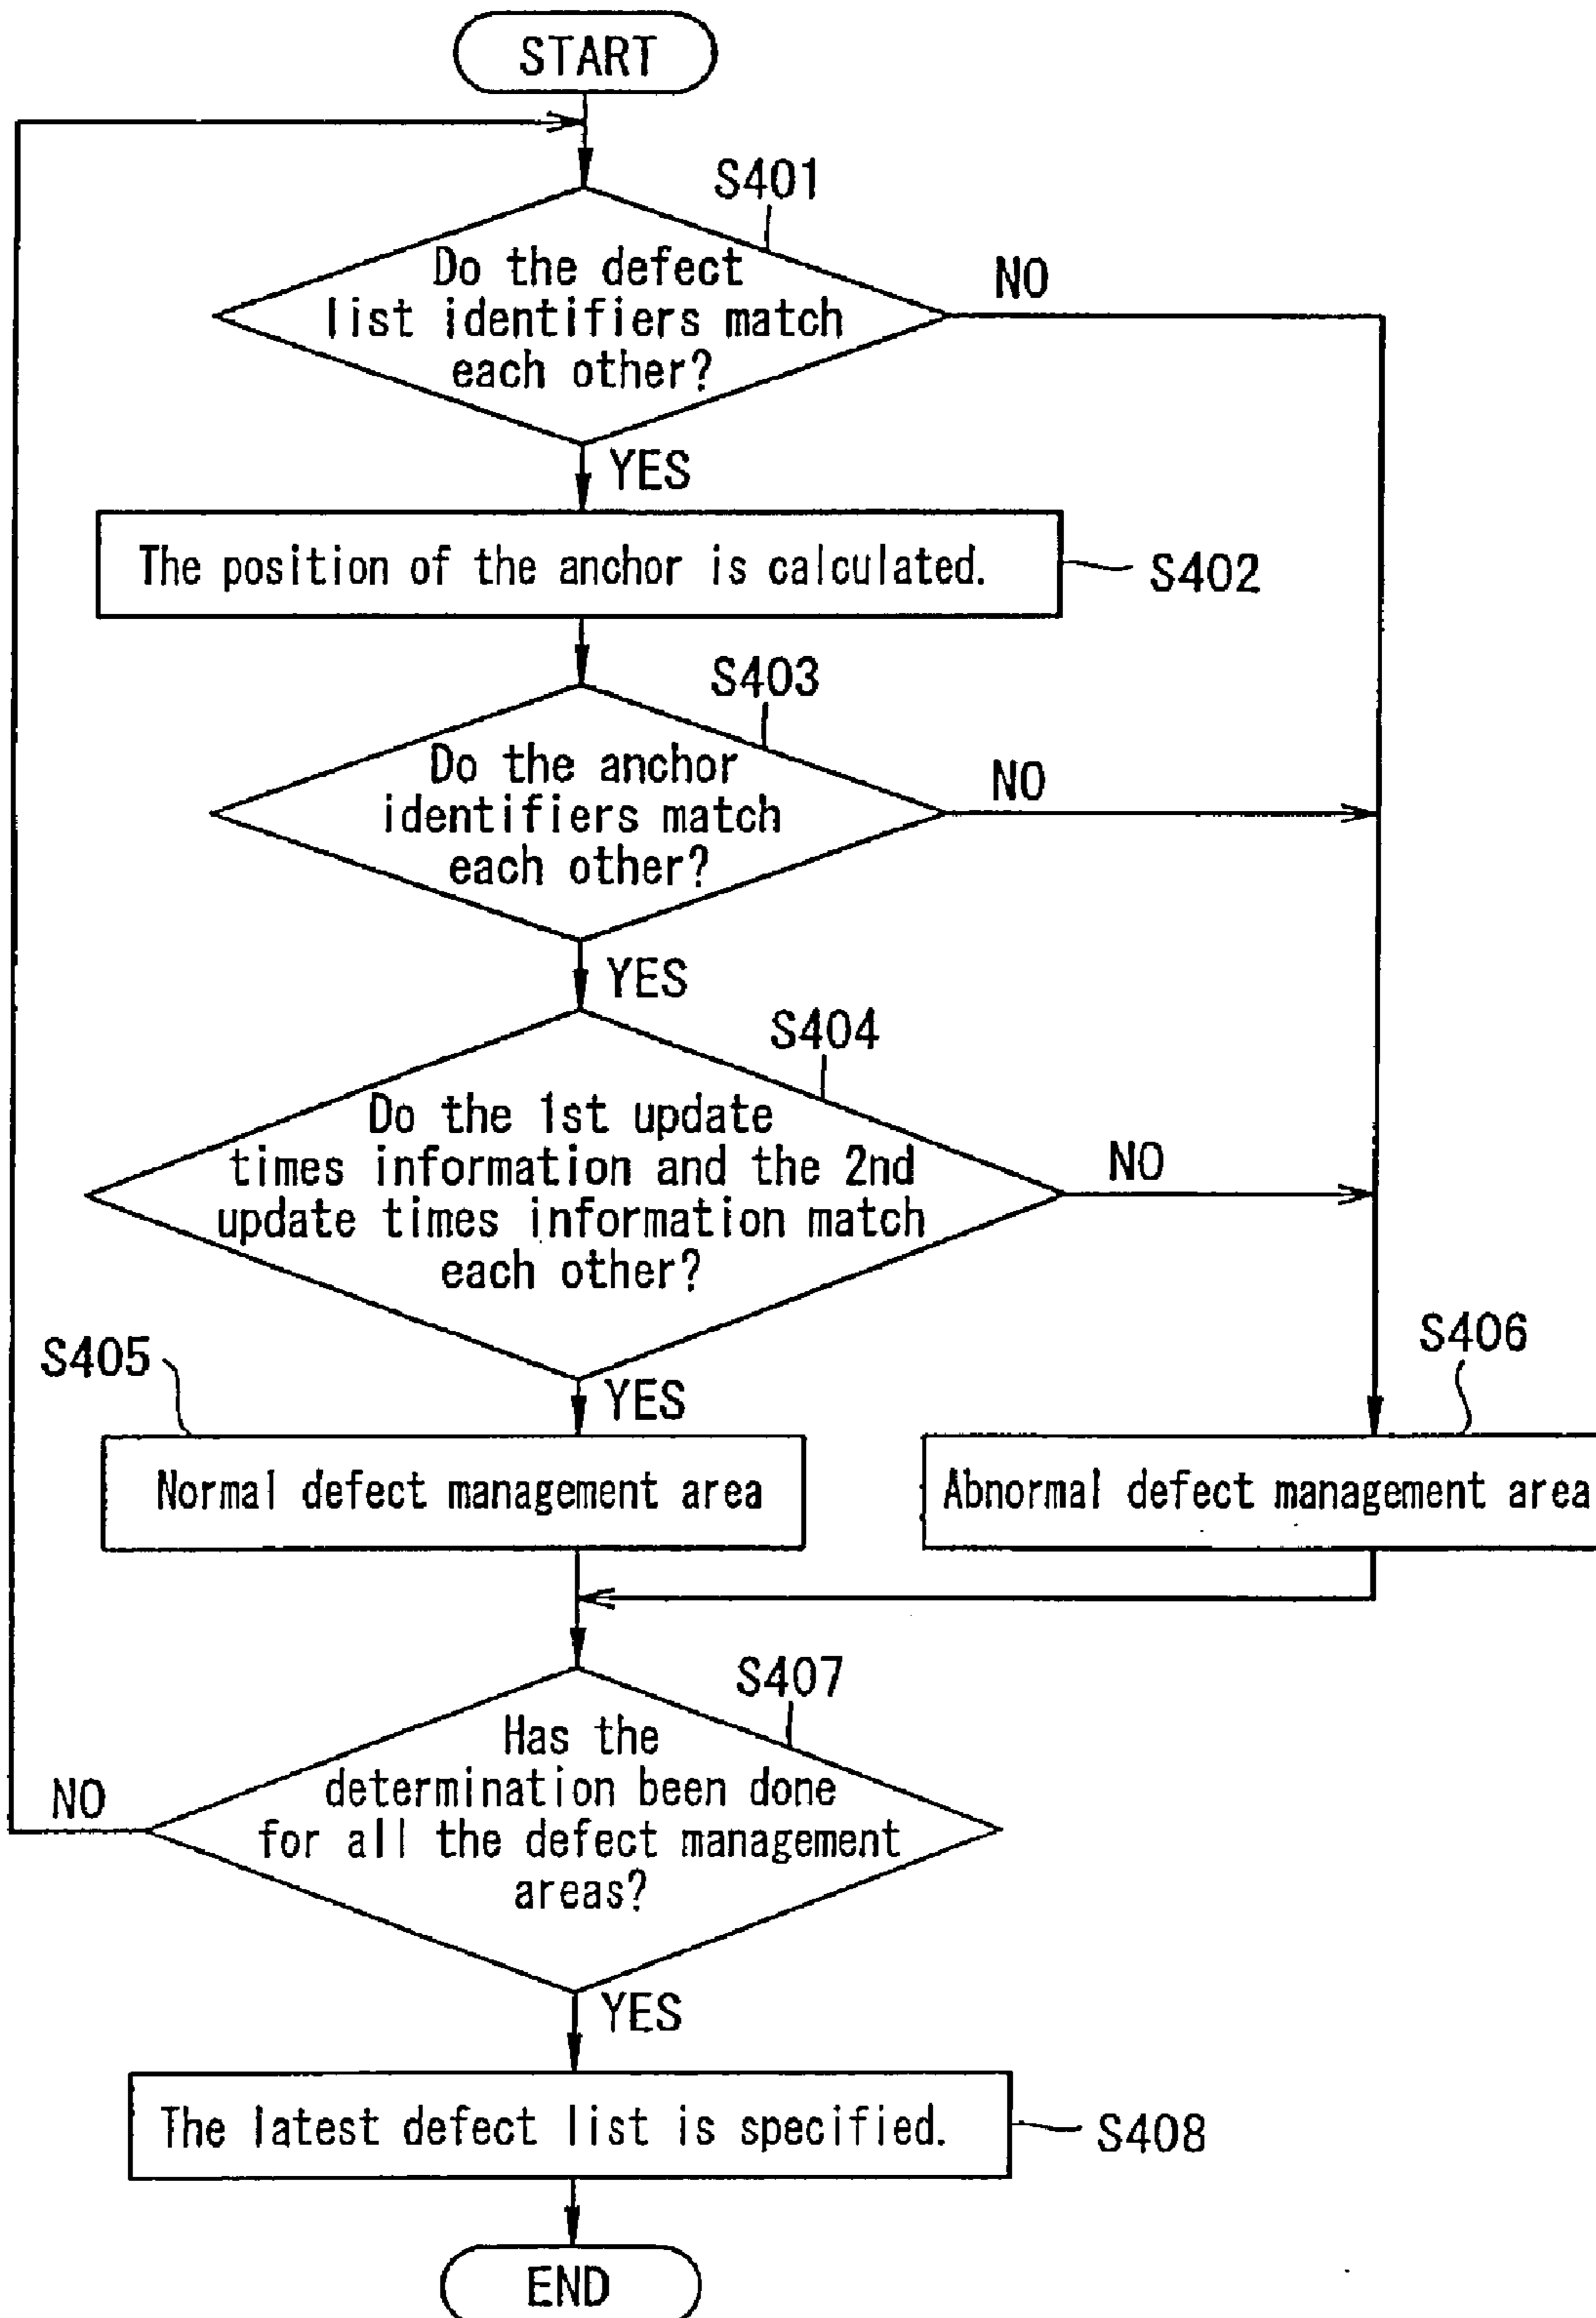 START
S401
Do the defect
list identifiers match
each other?
NO
YES
The position of the anchor is calculated.
S402
S403
Do the anchor
identifiers match
each other?
NO
YES
S404
Do the 1st update
times information and the 2nd
update times information match
each other?
NO
S405
YES
S406
Normal defect management area
Abnormal defect management area
S407
Has the
determination been done
for all the defect management
areas?
NO
YES
The latest defect list is specified.
S408
END